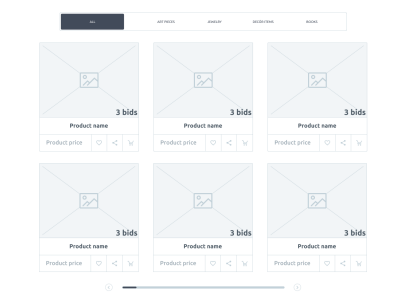 ALL ART PIECES JEWELRY DECOR ITEMS BOOKS
3 bids 3 bids 3 bids
Product name Product name Product name
Product price Product price Product price
3 bids 3 bids 3 bids
Product name Product name Product name
Product price Product price Product price